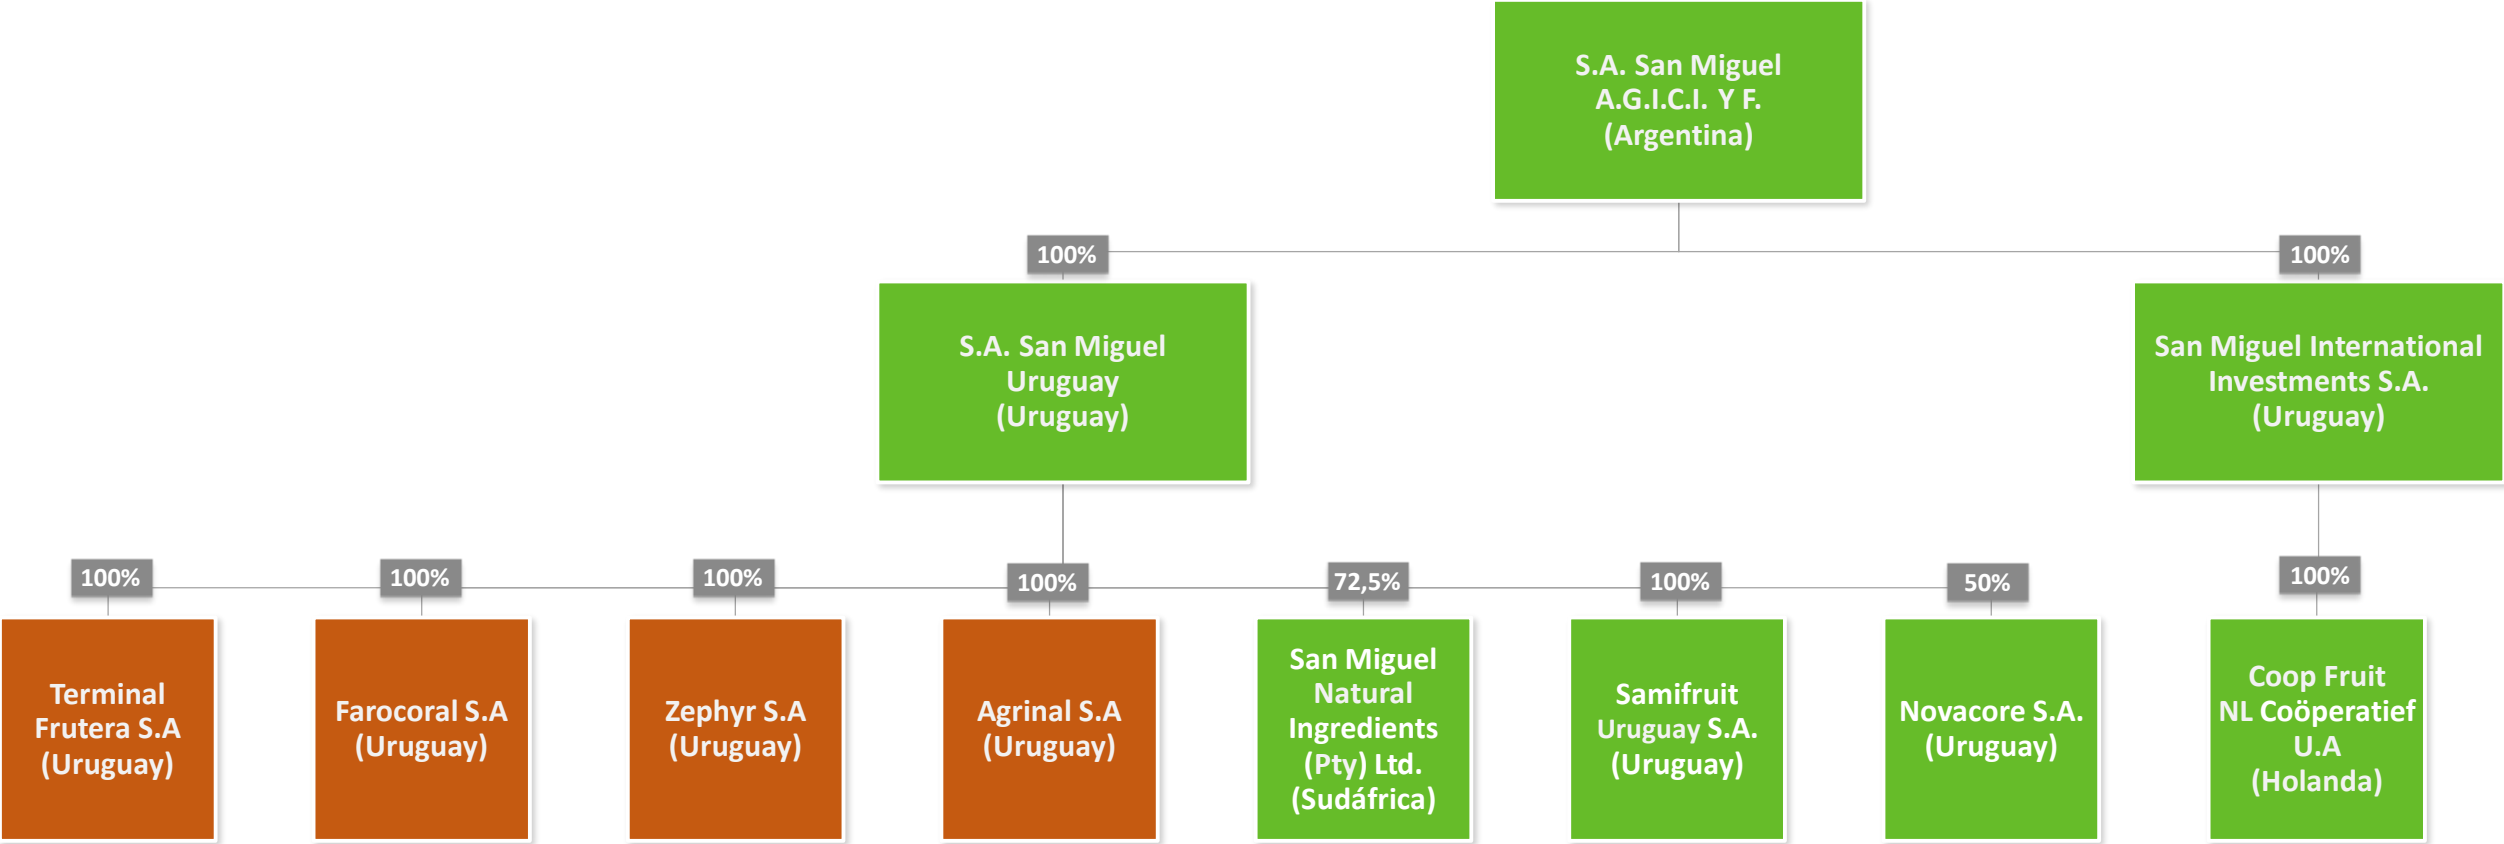 S.A. San Miguel
A.G.I.C.I. Y F.
(Argentina)
100%
100%
S.A. San Miguel
Uruguay
(Uruguay)
San Miguel International
Investments S.A.
(Uruguay)
100%
100%
100%
100%
72,5%
100%
50%
100%
Terminal
Frutera S.A
(Uruguay)
Farocoral S.A
(Uruguay)
Zephyr S.A
(Uruguay)
Agrinal S.A
(Uruguay)
San Miguel
Natural
Ingredients
(Pty) Ltd.
(Sudáfrica)
Samifruit
Uruguay S.A.
(Uruguay)
Novacore S.A.
(Uruguay)
Coop Fruit
NL Coöperatief
U.A
(Holanda)